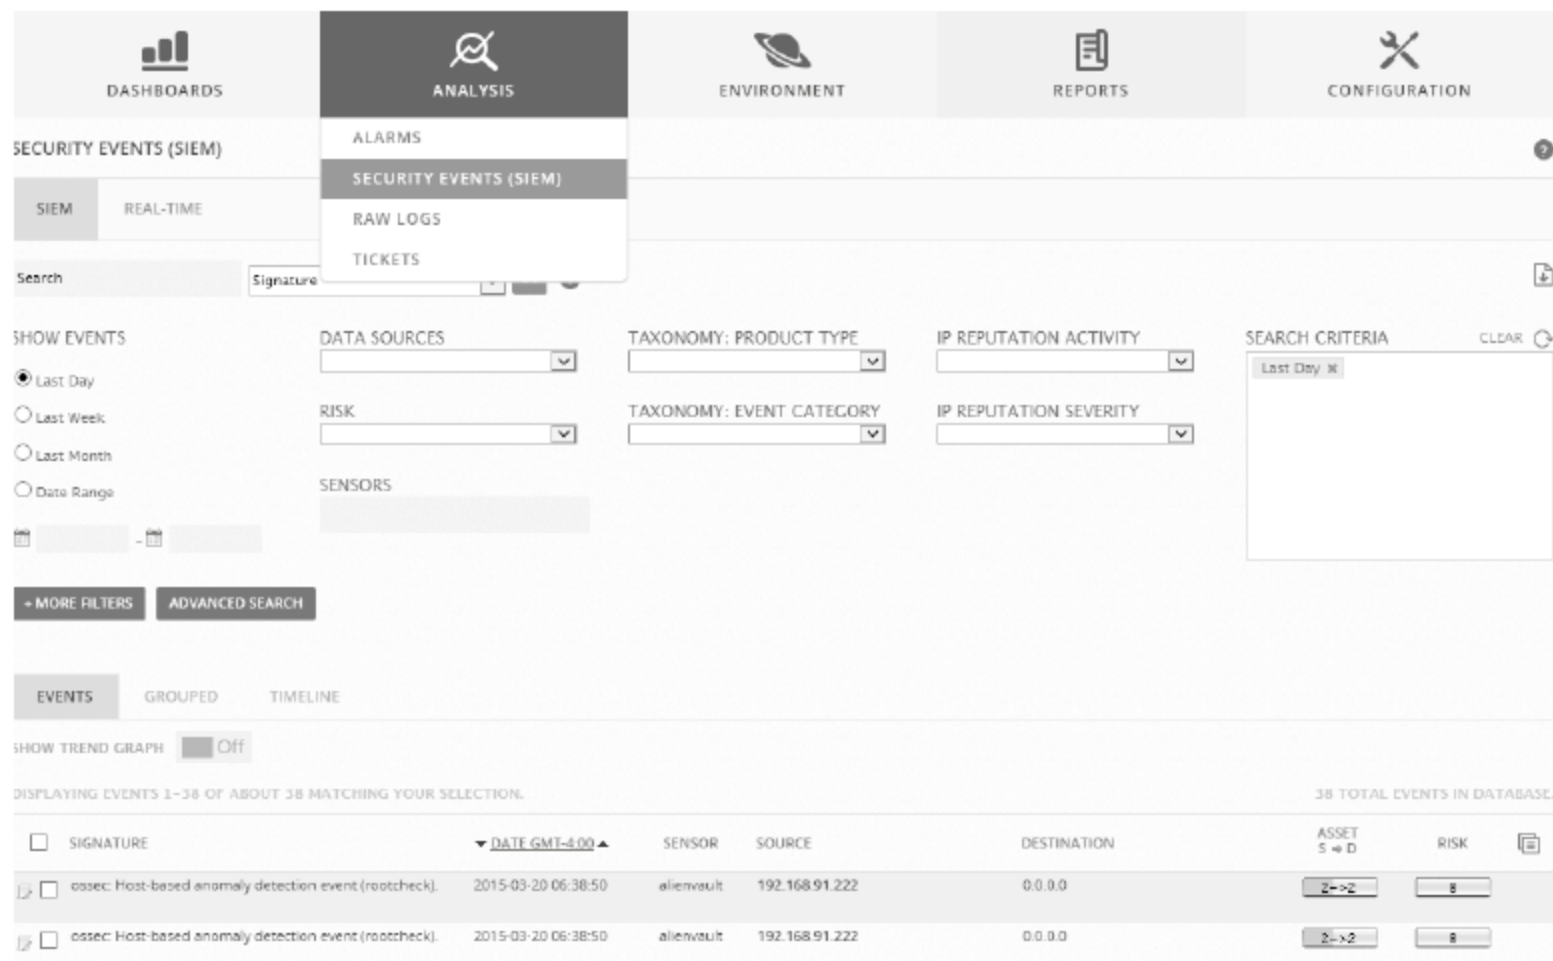 DASHBOARDS ANALYSIS ENVIRONMENT REPORTS CONFIGURATION
ALARMS
SECURITY EVENTS (SIEM)
SECURITY EVENTS (SIEM)
SIEM REAL-TIME
RAW LOGS
TICKETS
Search Signature
SHOW EVENTS DATA SOURCES TAXONOMY: PRODUCT TYPE IP REPUTATION ACTIVITY SEARCH CRITERIA CLEAR
Last Day
Last Day
RISK TAXONOMY: EVENT CATEGORY IP REPUTATION SEVERITY
Last Week
Last Month
SENSORS
Date Range
-
+ MORE FILTERS ADVANCED SEARCH
EVENTS GROUPED TIMELINE
SHOW TREND GRAPH Off
DISPLAYING EVENTS 1-38 OF ABOUT 38 MATCHING YOUR SELECTION. 38 TOTAL EVENTS IN DATABASE.
SIGNATURE DATE GMT-4:00 SENSOR SOURCE DESTINATION ASSET S ⇒ D RISK
ossec: Host-based anomaly detection event (rootcheck). 2015-03-20 06:38:50 alienvault 192.168.91.222 0.0.0.0 2->2
ossec: Host-based anomaly detection event (rootcheck). 2015-03-20 06:38:50 alienvault 192.168.91.222 0.0.0.0 2->2